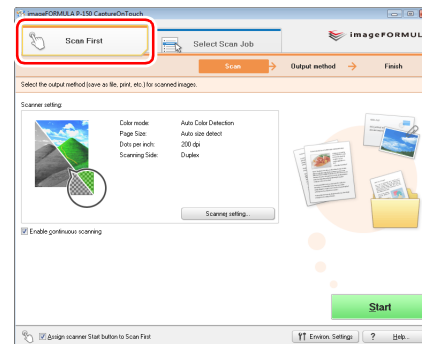 imageFORMULA P-150 CaptureOnTouch
Scan First
Select Scan Job
imageFORMUL
Scan
Output method
Finish
Select the output method (save as file, print, etc.) for scanned images.
Scanner setting:
Color mode: Auto Color Detection
Page Size: Auto size detect
Dots per inch: 200 dpi
Scanning Side: Duplex
Scanner setting...
Enable continuous scanning
Start
Assign scanner Start button to Scan First
Environ. Settings
? Help...